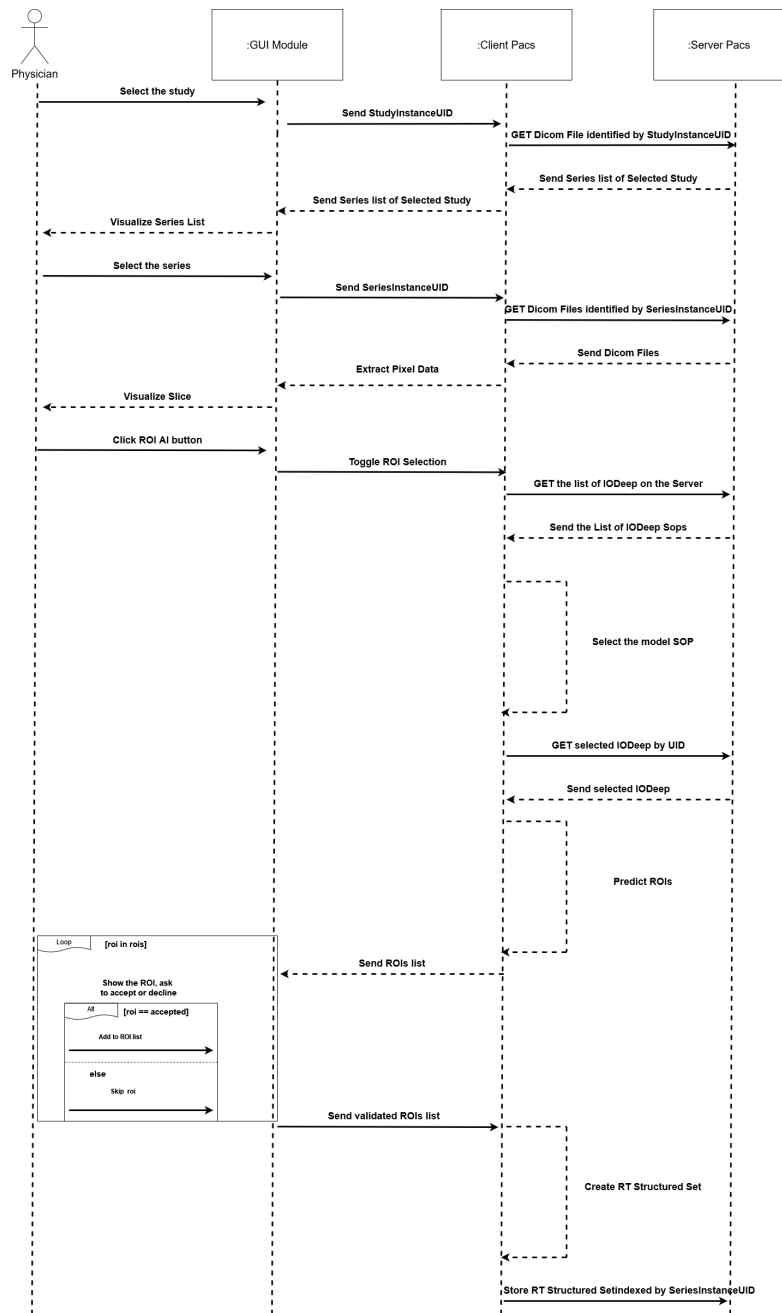 :GUI Module
:Client Pacs
:Server Pacs
Physician
Select the study
Send StudyInstanceUID
GET Dicom File identified by StudyInstanceUID
Send Series list of Selected Study
Send Series list of Selected Study
Visualize Series List
Select the series
Send SeriesInstanceUID
GET Dicom Files identified by SeriesInstanceUID
Send Dicom Files
Extract Pixel Data
Visualize Slice
Click ROI AI button
Toggle ROI Selection
GET the list of IODeep on the Server
Send the List of IODeep Sops
Select the model SOP
GET selected IODeep by UID
Send selected IODeep
Predict ROIs
Loop
[roi in rois]
Send ROIs list
Show the ROI, ask
to accept or decline
Alt
[roi == accepted]
Add to ROI list
else
Skip roi
Send validated ROIs list
Create RT Structured Set
Store RT Structured Setindexed by SeriesInstanceUID